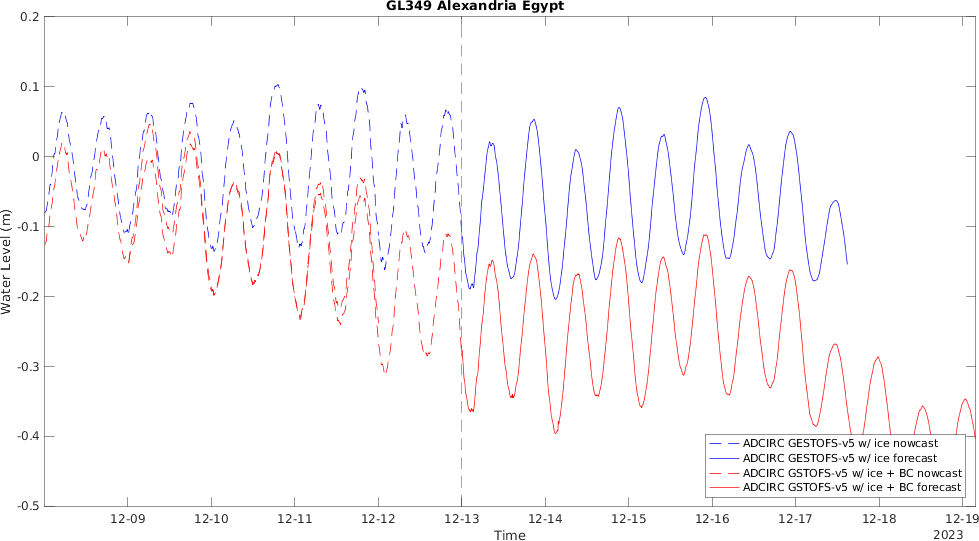 GL349 Alexandria Egypt
0.2
0.1
0
-0.1
-0.2
-0.3
-0.4
-0.5
Water Level (m)
ADCIRC GESTOFS-v5 w/ ice nowcast
ADCIRC GESTOFS-v5 w/ ice forecast
ADCIRC GSTOFS-v5 w/ ice + BC nowcast
ADCIRC GSTOFS-v5 w/ ice + BC forecast
12-09 12-10 12-11 12-12 12-13 12-14 12-15 12-16 12-17 12-18 12-19
Time
2023